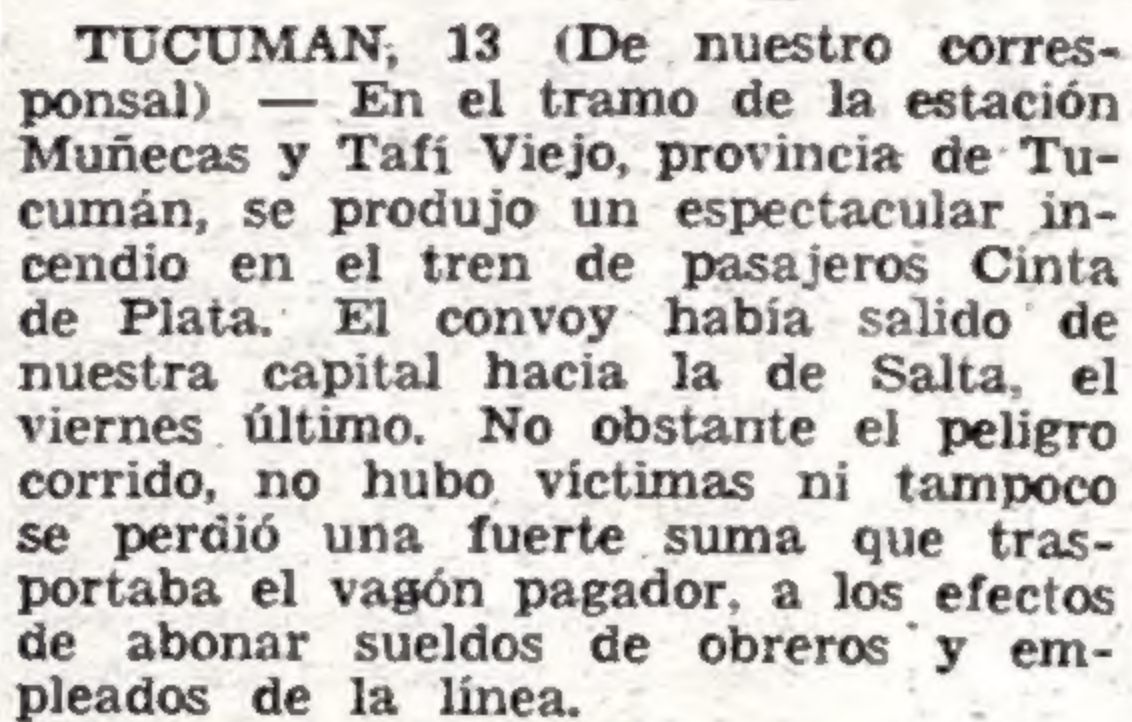 TUCUMAN, 13 (De nuestro corres-
ponsal) — En el tramo de la estación
Muñecas y Tafí Viejo, provincia de Tu-
cumán, se produjo un espectacular in-
cendio en el tren de pasajeros Cinta
de Plata. El convoy había salido de
nuestra capital hacia la de Salta, el
viernes último. No obstante el peligro
corrido, no hubo víctimas ni tampoco
se perdió una fuerte suma que tras-
portaba el vagón pagador, a los efectos
de abonar sueldos de obreros y em-
pleados de la línea.